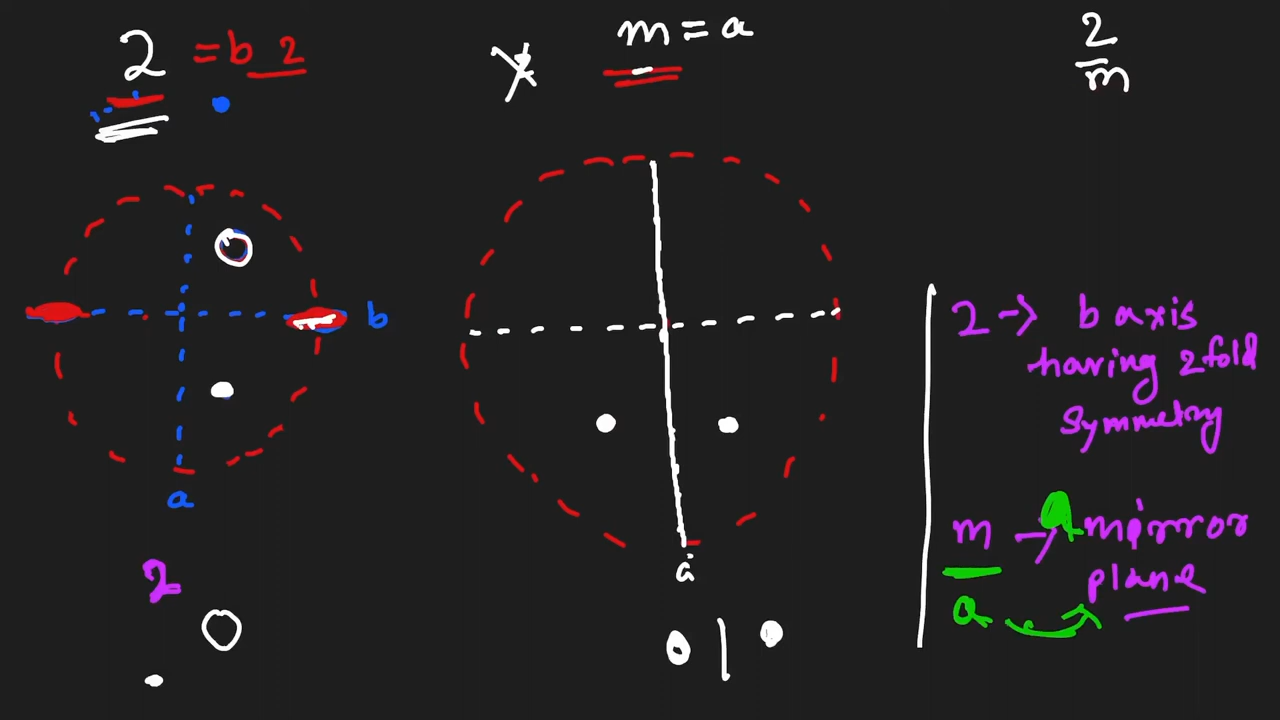 2 = b 2
m = a
2
m
b
a
2
a
2 → b axis
having 2 fold
symmetry
m → a mirror
plane
a